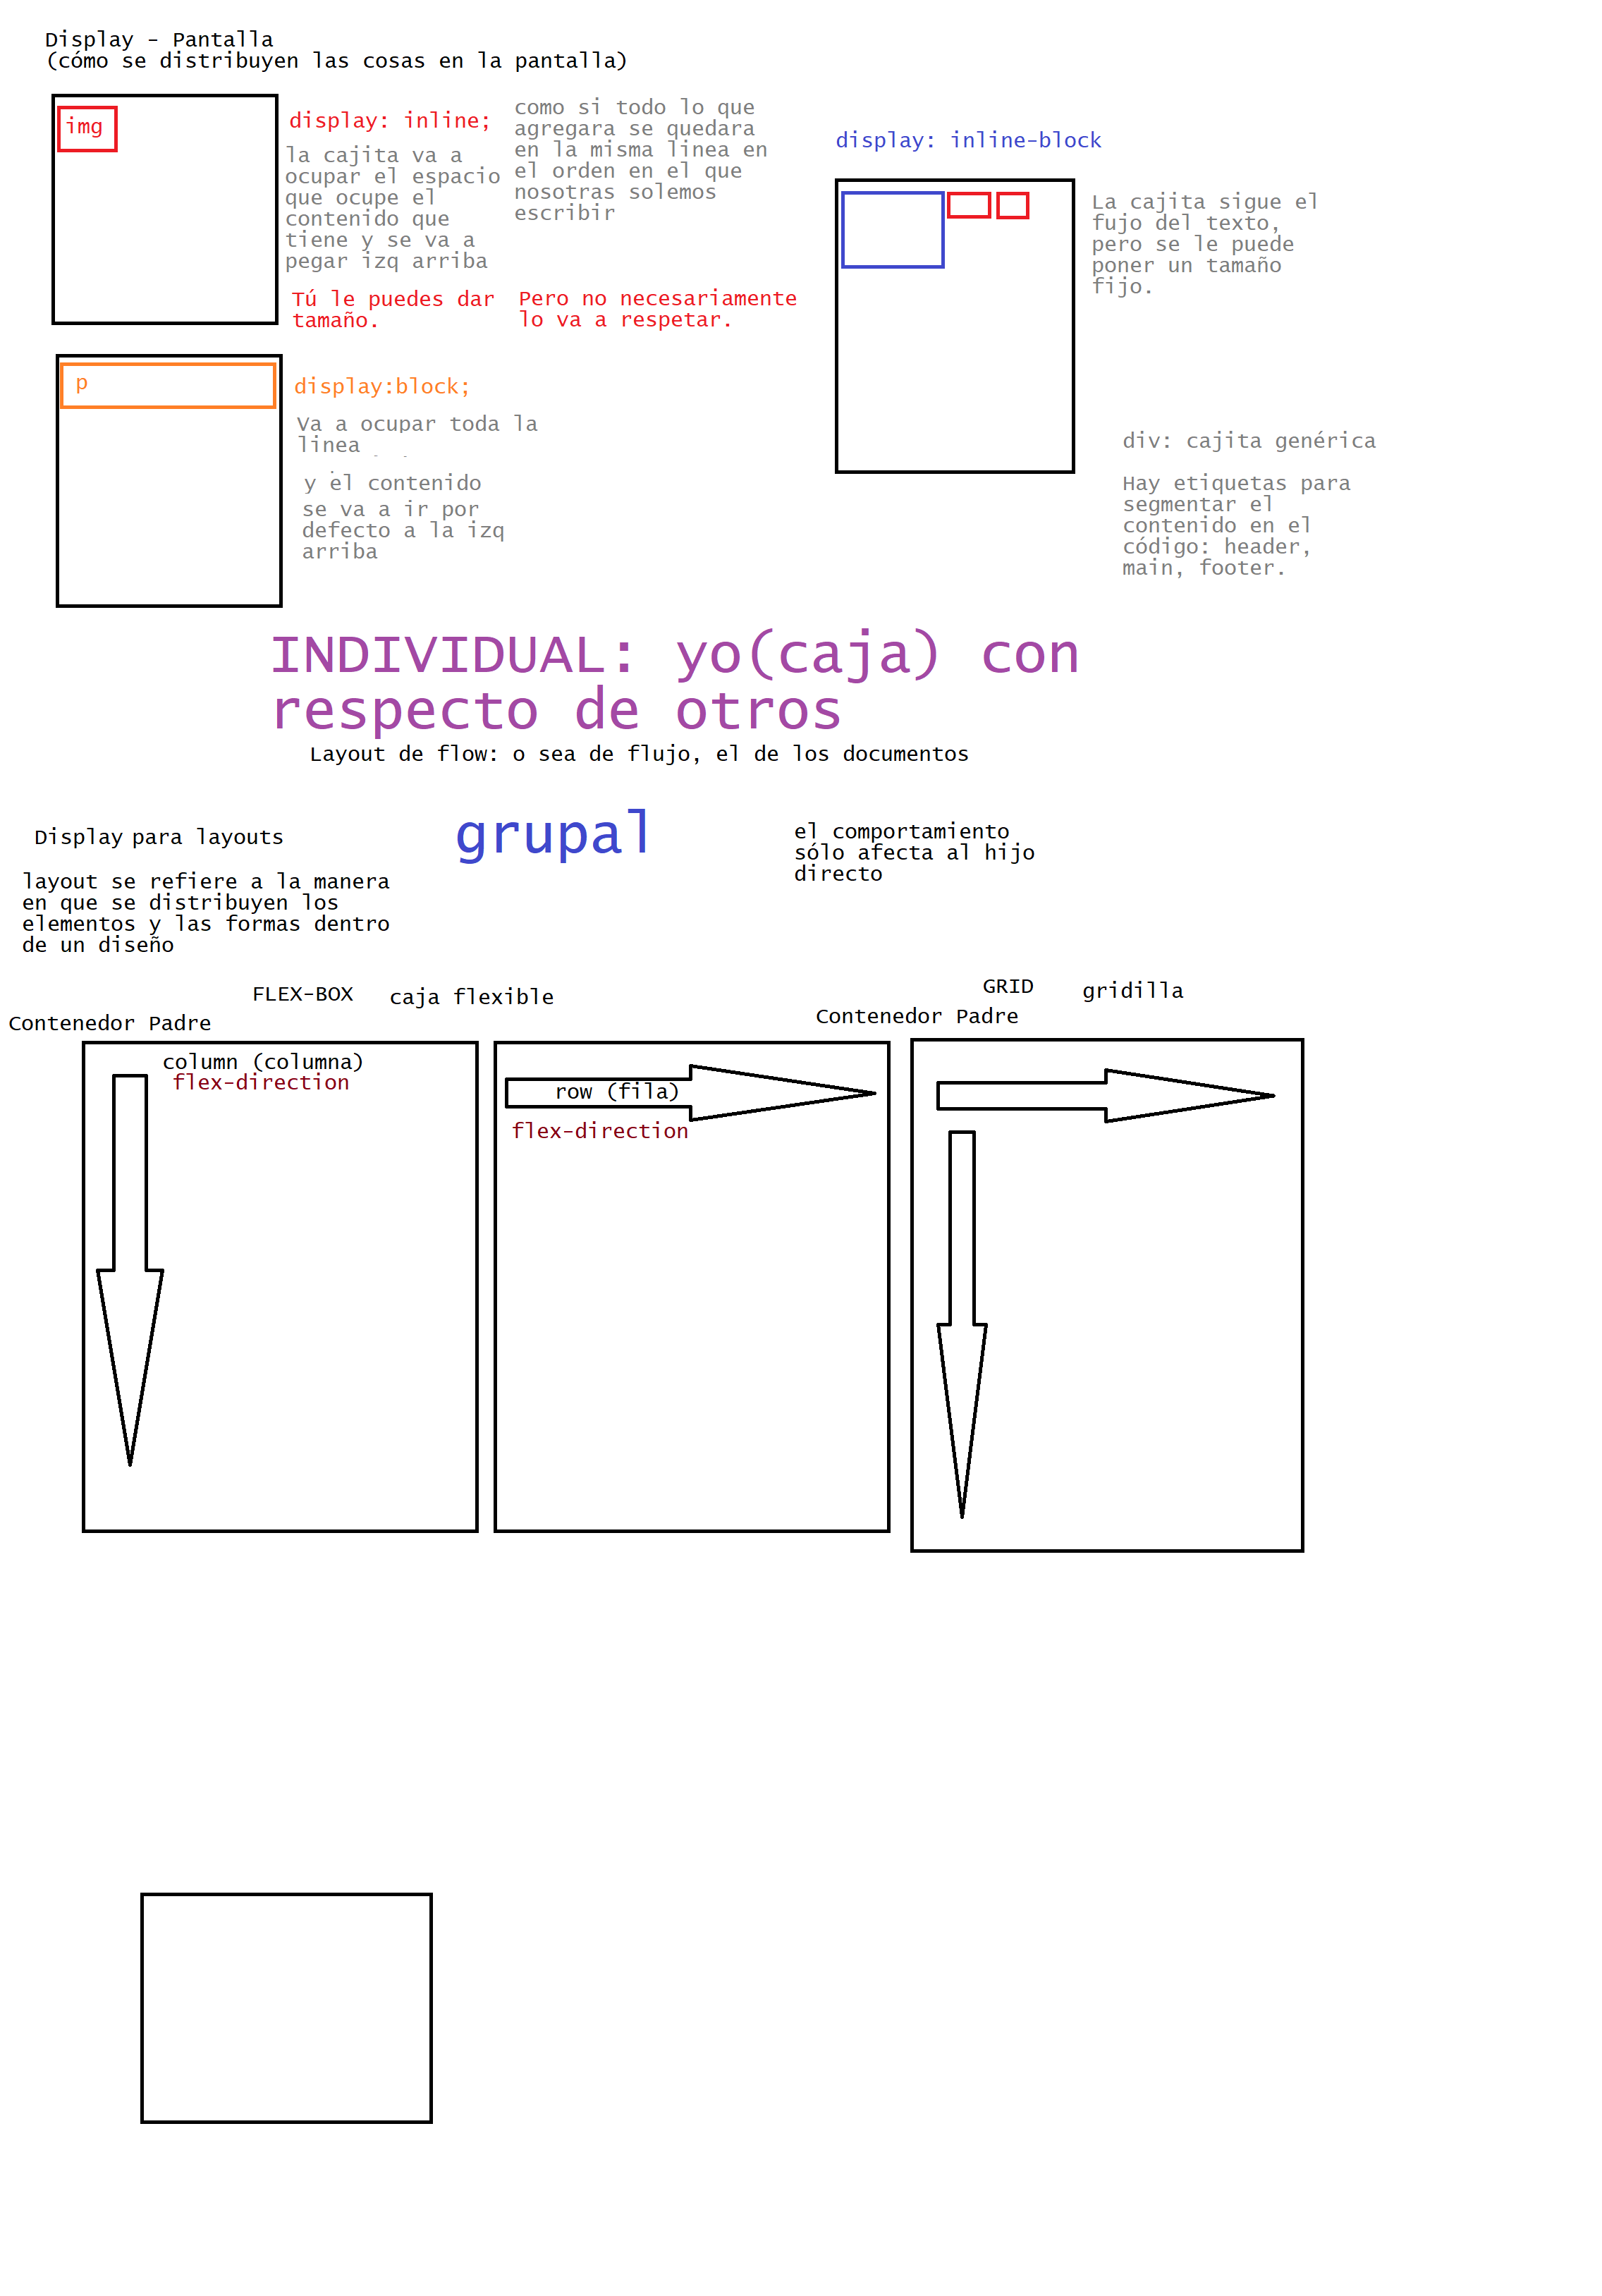 Display - Pantalla
(cómo se distribuyen las cosas en la pantalla)
img
display: inline;
la cajita va a
ocupar el espacio
que ocupe el
contenido que
tiene y se va a
pegar izq arriba
como si todo lo que
agregara se quedara
en la misma linea en
el orden en el que
nosotras solemos
escribir
Tú le puedes dar
tamaño.
Pero no necesariamente
lo va a respetar.
display: inline-block
La cajita sigue el
fujo del texto,
pero se le puede
poner un tamaño
fijo.
p
display:block;
Va a ocupar toda la
linea
y el contenido
se va a ir por
defecto a la izq
arriba
div: cajita genérica
Hay etiquetas para
segmentar el
contenido en el
código: header,
main, footer.
INDIVIDUAL: yo(caja) con
respecto de otros
Layout de flow: o sea de flujo, el de los documentos
Display para layouts
grupal
el comportamiento
sólo afecta al hijo
directo
layout se refiere a la manera
en que se distribuyen los
elementos y las formas dentro
de un diseño
FLEX-BOX
caja flexible
GRID
gridilla
Contenedor Padre
Contenedor Padre
column (columna)
flex-direction
row (fila)
flex-direction